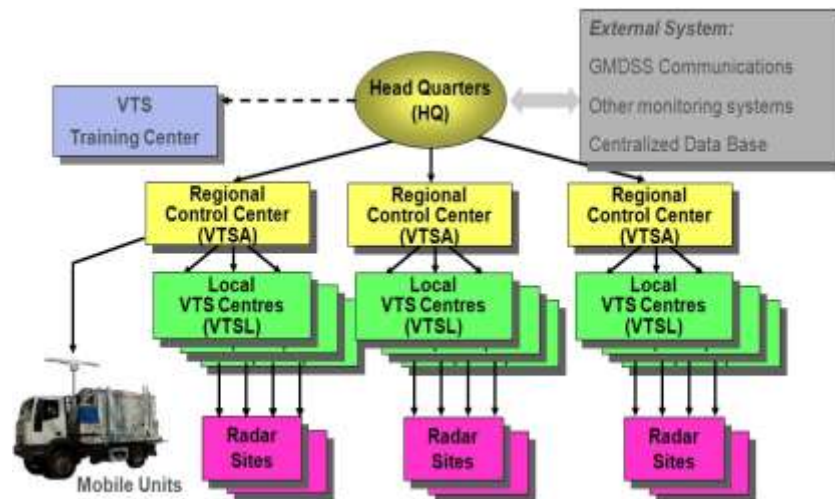 External System:
GMDSS Communications
Other monitoring systems
Centralized Data Base
Head Quarters
(HQ)
VTS
Training Center
Regional
Control Center
(VTSA)
Regional
Control Center
(VTSA)
Regional
Control Center
(VTSA)
Local
VTS Centres
(VTSL)
Local
VTS Centres
(VTSL)
Local
VTS Centres
(VTSL)
Radar
Sites
Radar
Sites
Radar
Sites
Mobile Units